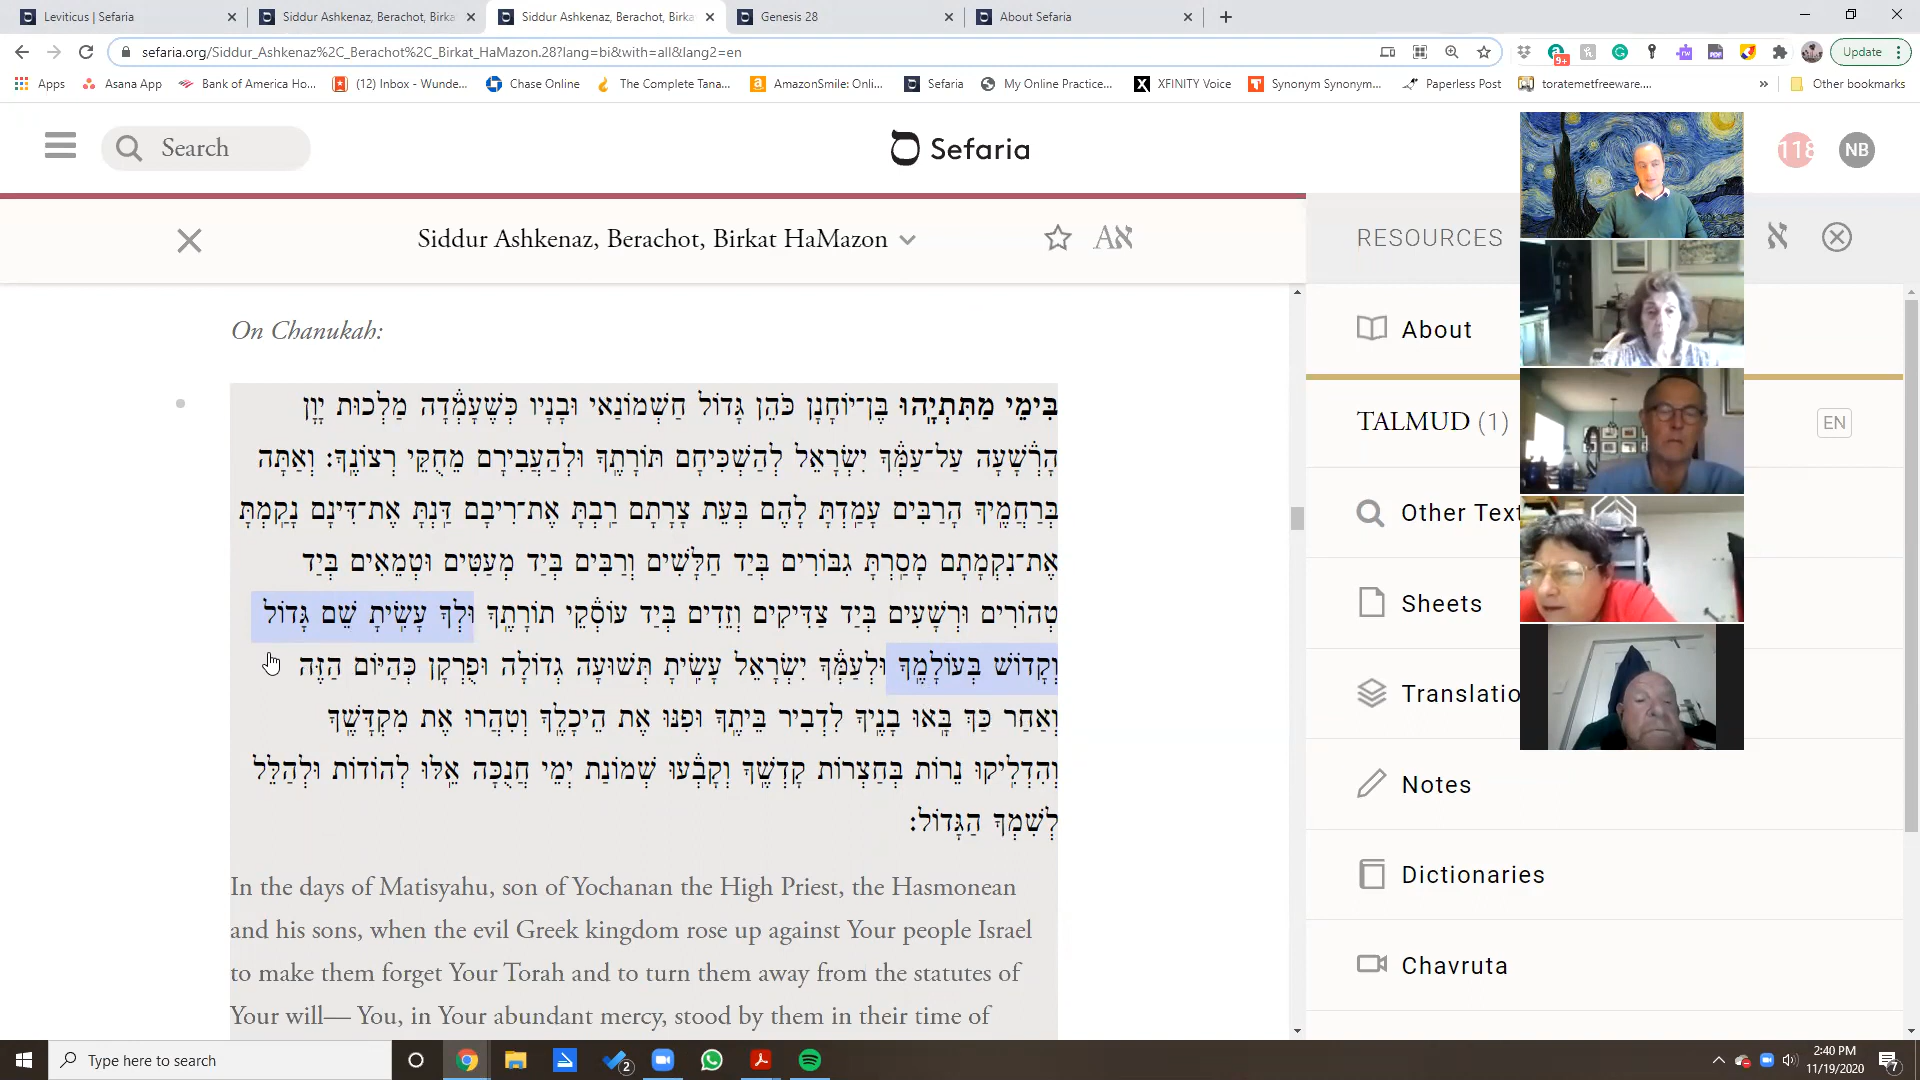 Leviticus | Sefaria
Siddur Ashkenaz, Berachot, Birka
Siddur Ashkenaz, Berachot, Birka
Genesis 28
About Sefaria
sefaria.org/Siddur_Ashkenaz%2C_Berachot%2C_Birkat_HaMazon.28?lang=bi&with=all&lang2=en
Update
Apps
Asana App
Bank of America Ho...
(12) Inbox - Wunde...
Chase Online
The Complete Tana...
AmazonSmile: Onli...
Sefaria
My Online Practice...
XFINITY Voice
Synonym Synonym...
Paperless Post
toratemetfreeware....
»
Other bookmarks
Search
Sefaria
118
NB
Siddur Ashkenaz, Berachot, Birkat HaMazon
Aא
RESOURCES
א
On Chanukah:
בִּימֵי מַתִּתְיָֽהוּ בֶּן־יוֹחָנָן כֹּהֵן גָּדוֹל חַשְׁמוֹנַאי וּבָנָיו כְּשֶׁעָמְ֒דָה מַלְכוּת יָוָן
הָרְ֒שָׁעָה עַל־עַמְּ֒ךָ יִשְׂרָאֵל לְהַשְׁכִּיחָם תּוֹרָתֶֽךָ וּלְהַעֲבִירָם מֵחֻקֵּי רְצוֹנֶֽךָ: וְאַתָּה
בְּרַחֲמֶֽיךָ הָרַבִּים עָמַֽדְתָּ לָהֶם בְּעֵת צָרָתָם רַֽבְתָּ אֶת־רִיבָם דַּֽנְתָּ אֶת־דִּינָם נָקַֽמְתָּ
אֶת־נִקְמָתָם מָסַֽרְתָּ גִבּוֹרִים בְּיַד חַלָּשִׁים וְרַבִּים בְּיַד מְעַטִּים וּטְמֵאִים בְּיַד
טְהוֹרִים וּרְשָׁעִים בְּיַד צַדִּיקִים וְזֵדִים בְּיַד עוֹסְ֒קֵי תוֹרָתֶֽךָ וּלְךָ עָשִֽׂיתָ שֵׁם גָּדוֹל
וְקָדוֹשׁ בְּעוֹלָמֶֽךָ וּלְעַמְּ֒ךָ יִשְׂרָאֵל עָשִֽׂיתָ תְּשׁוּעָה גְדוֹלָה וּפֻרְקָן כְּהַיּוֹם הַזֶּה
וְאַחַר כַּךְ בָּֽאוּ בָנֶֽיךָ לִדְבִיר בֵּיתֶֽךָ וּפִנּוּ אֶת הֵיכָלֶֽךָ וְטִהֲרוּ אֶת מִקְדָּשֶֽׁךָ
וְהִדְלִֽיקוּ נֵרוֹת בְּחַצְרוֹת קָדְשֶֽׁךָ וְקָבְ֒עוּ שְׁמוֹנַת יְמֵי חֲנֻכָּה אֵֽלּוּ לְהוֹדוֹת וּלְהַלֵּל
לְשִׁמְךָ הַגָּדוֹל:
In the days of Matisyahu, son of Yochanan the High Priest, the Hasmonean
and his sons, when the evil Greek kingdom rose up against Your people Israel
to make them forget Your Torah and to turn them away from the statutes of
Your will— You, in Your abundant mercy, stood by them in their time of
About
TALMUD (1)
EN
Other Text
Sheets
Translatio
Notes
Dictionaries
Chavruta
Type here to search
2
2:40 PM
11/19/2020
7